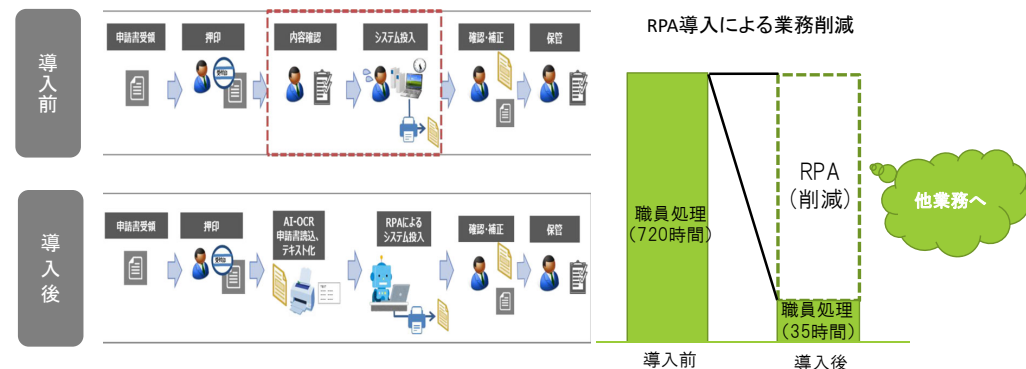 導入前
申請書受領
押印
内容確認
システム投入
確認・補正
保管
導入後
申請書受領
押印
AI-OCR
申請書読込、
テキスト化
RPAによる
システム投入
確認・補正
保管
RPA導入による業務削減
職員処理
(720時間)
RPA
(削減)
他業務へ
職員処理
(35時間)
導入前
導入後